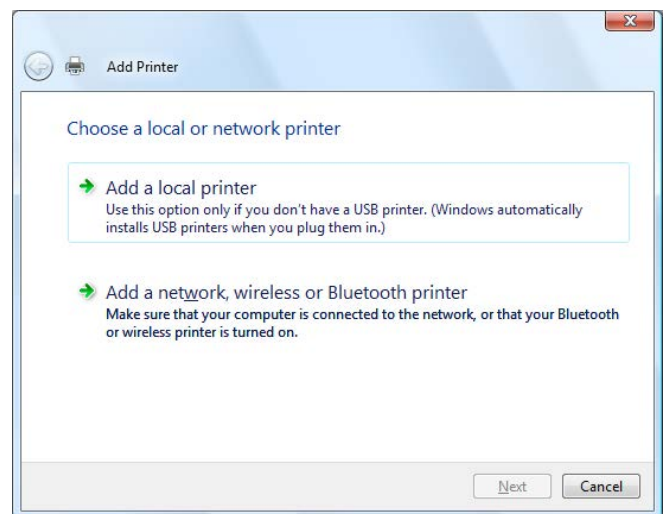 Add Printer
Choose a local or network printer
Add a local printer
Use this option only if you don't have a USB printer. (Windows automatically
installs USB printers when you plug them in.)
Add a network, wireless or Bluetooth printer
Make sure that your computer is connected to the network, or that your Bluetooth
or wireless printer is turned on.
Next
Cancel